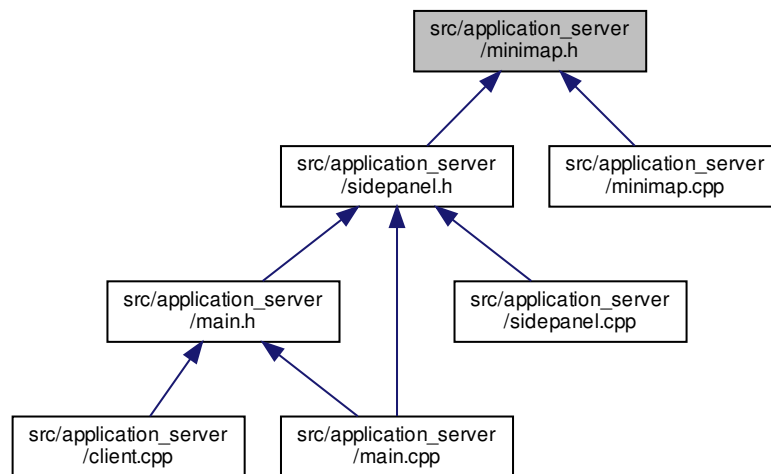 src/application_server
/minimap.h
src/application_server
/sidepanel.h
src/application_server
/minimap.cpp
src/application_server
/main.h
src/application_server
/sidepanel.cpp
src/application_server
/client.cpp
src/application_server
/main.cpp